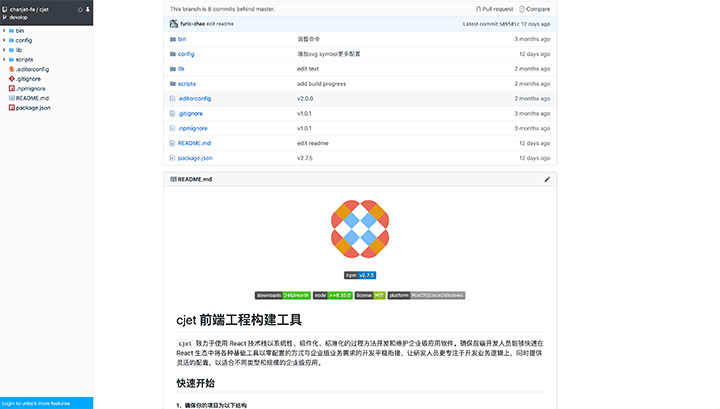 chanjet-fe / cjet
develop
bin
config
lib
scripts
.editorconfig
.gitignore
.npmignore
README.md
package.json
Login to unlock more features
This branch is 8 commits behind master.
Pull request Compare
furic-zhao edit readme
Latest commit 589501c 12 days ago
bin 调整命令 3 months ago
config 增加svg symbol更多配置 12 days ago
lib edit text 2 months ago
scripts add build progress 2 months ago
.editorconfig v2.0.0 2 months ago
.gitignore v1.0.1 3 months ago
.npmignore v1.0.1 3 months ago
README.md edit readme 12 days ago
package.json v2.7.5 12 days ago
README.md
npm v2.7.5
downloads 246/month node >=8.10.0 license MIT platform MacOS|Linux|Windows
cjet 前端工程构建工具
cjet 致力于使用 React 技术栈以系统性、组件化、标准化的过程方法开发和维护企业级应用软件。确保前端开发人员能够快速在
React 生态中将各种基础工具以零配置的方式与企业级业务需求的开发平稳衔接，让研发人员更专注于开发业务逻辑上，同时提供
灵活的配置，以适合不同类型和规模的企业级应用。
快速开始
1、确保你的项目为以下结构